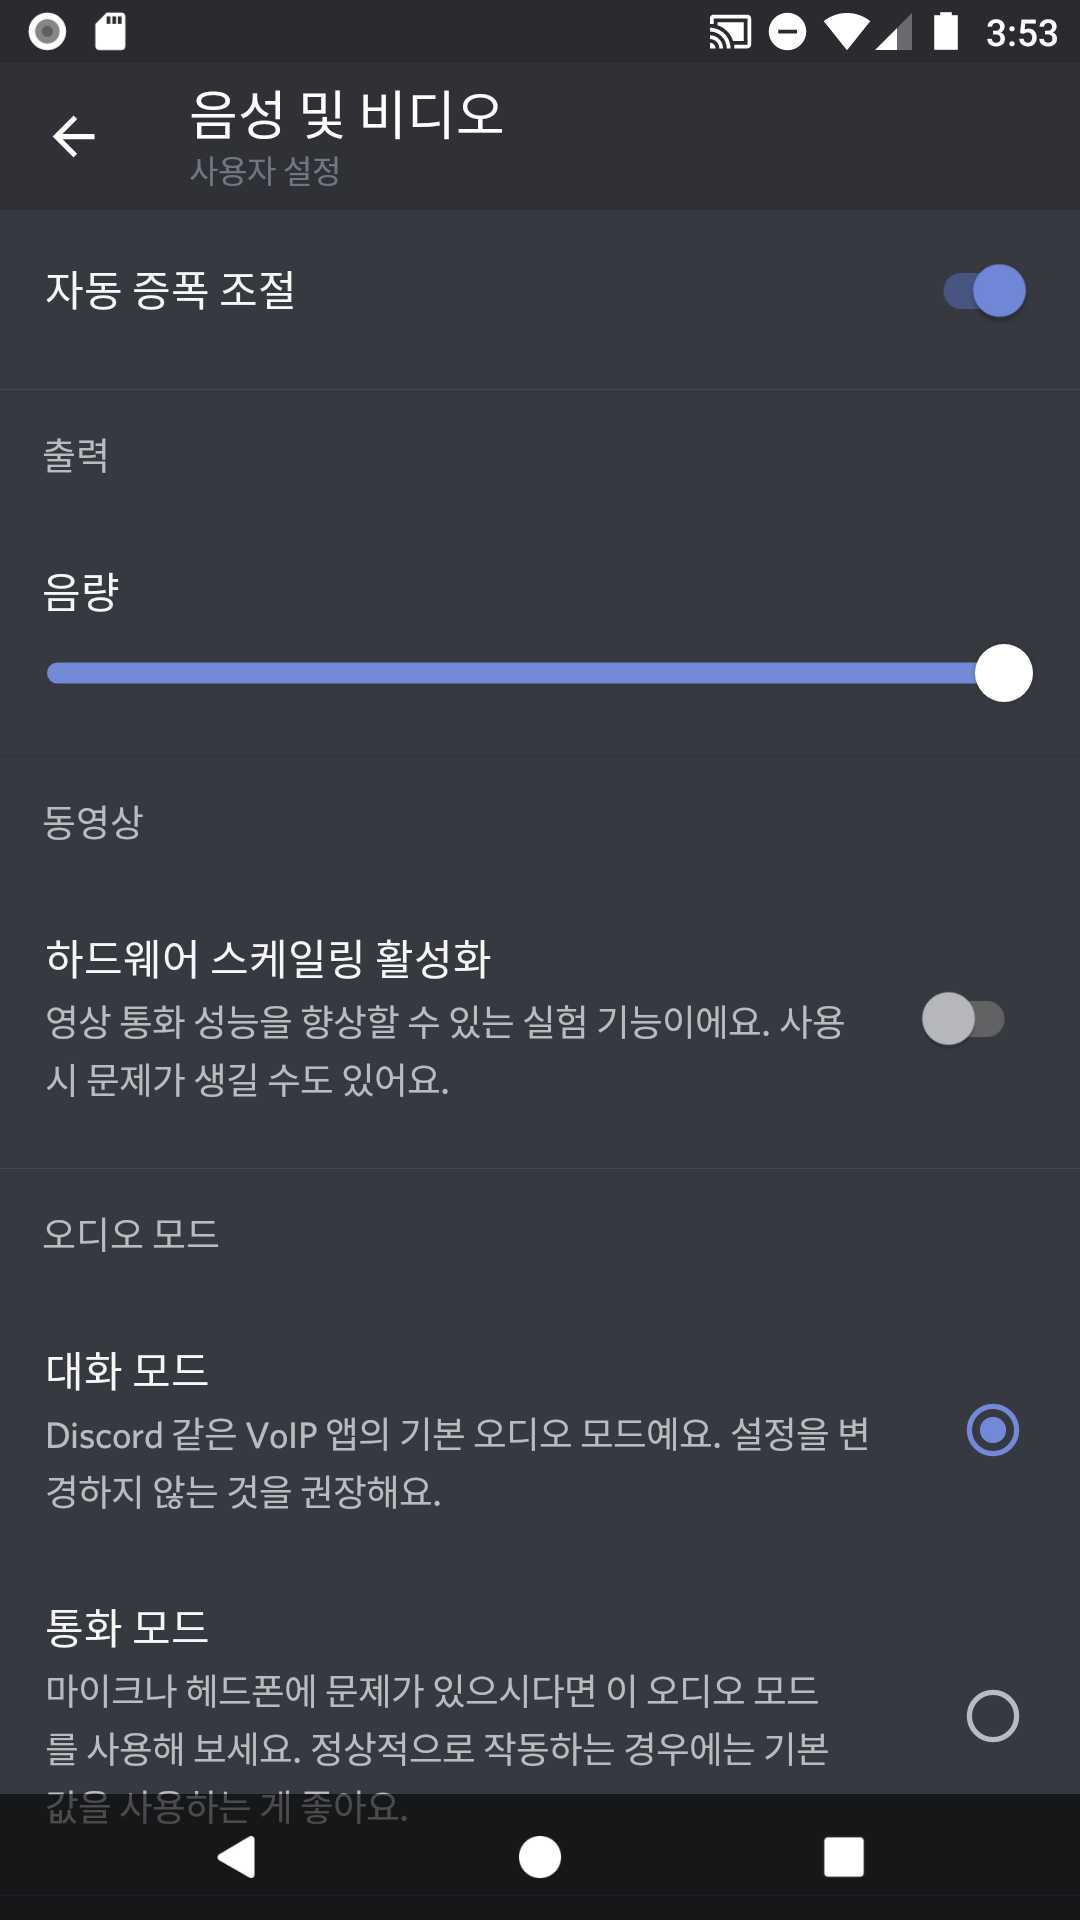 3:53
음성 및 비디오
사용자 설정
자동 증폭 조절
출력
음량
동영상
하드웨어 스케일링 활성화
영상 통화 성능을 향상할 수 있는 실험 기능이에요. 사용
시 문제가 생길 수도 있어요.
오디오 모드
대화 모드
Discord 같은 VoIP 앱의 기본 오디오 모드예요. 설정을 변
경하지 않는 것을 권장해요.
통화 모드
마이크나 헤드폰에 문제가 있으시다면 이 오디오 모드
를 사용해 보세요. 정상적으로 작동하는 경우에는 기본
값을 사용하는 게 좋아요.